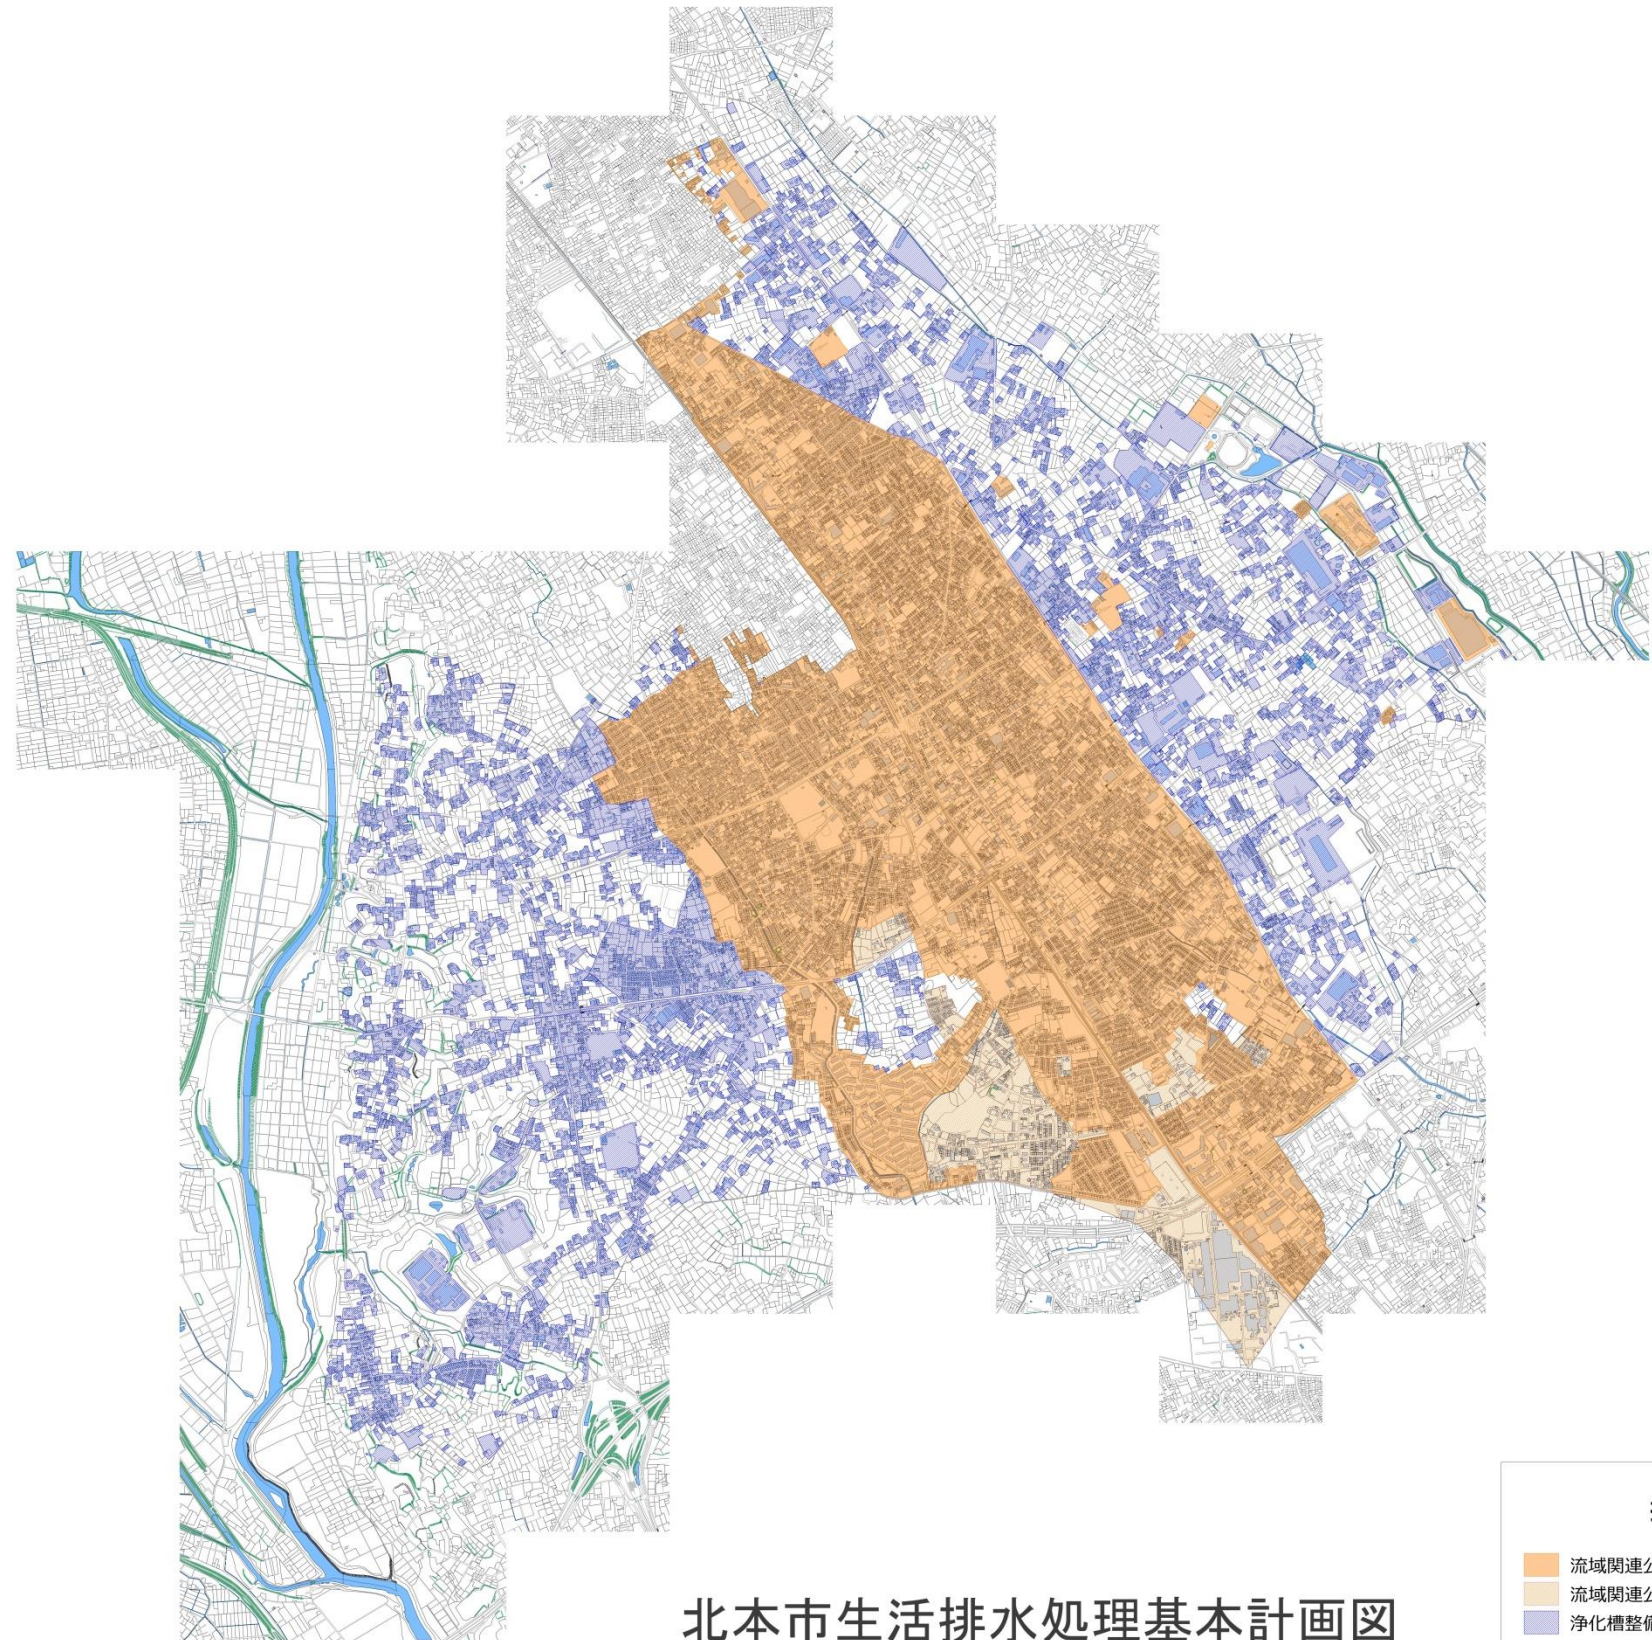 北本市生活排水処理基本計画図
流域関連公
流域関連公
浄化槽整備